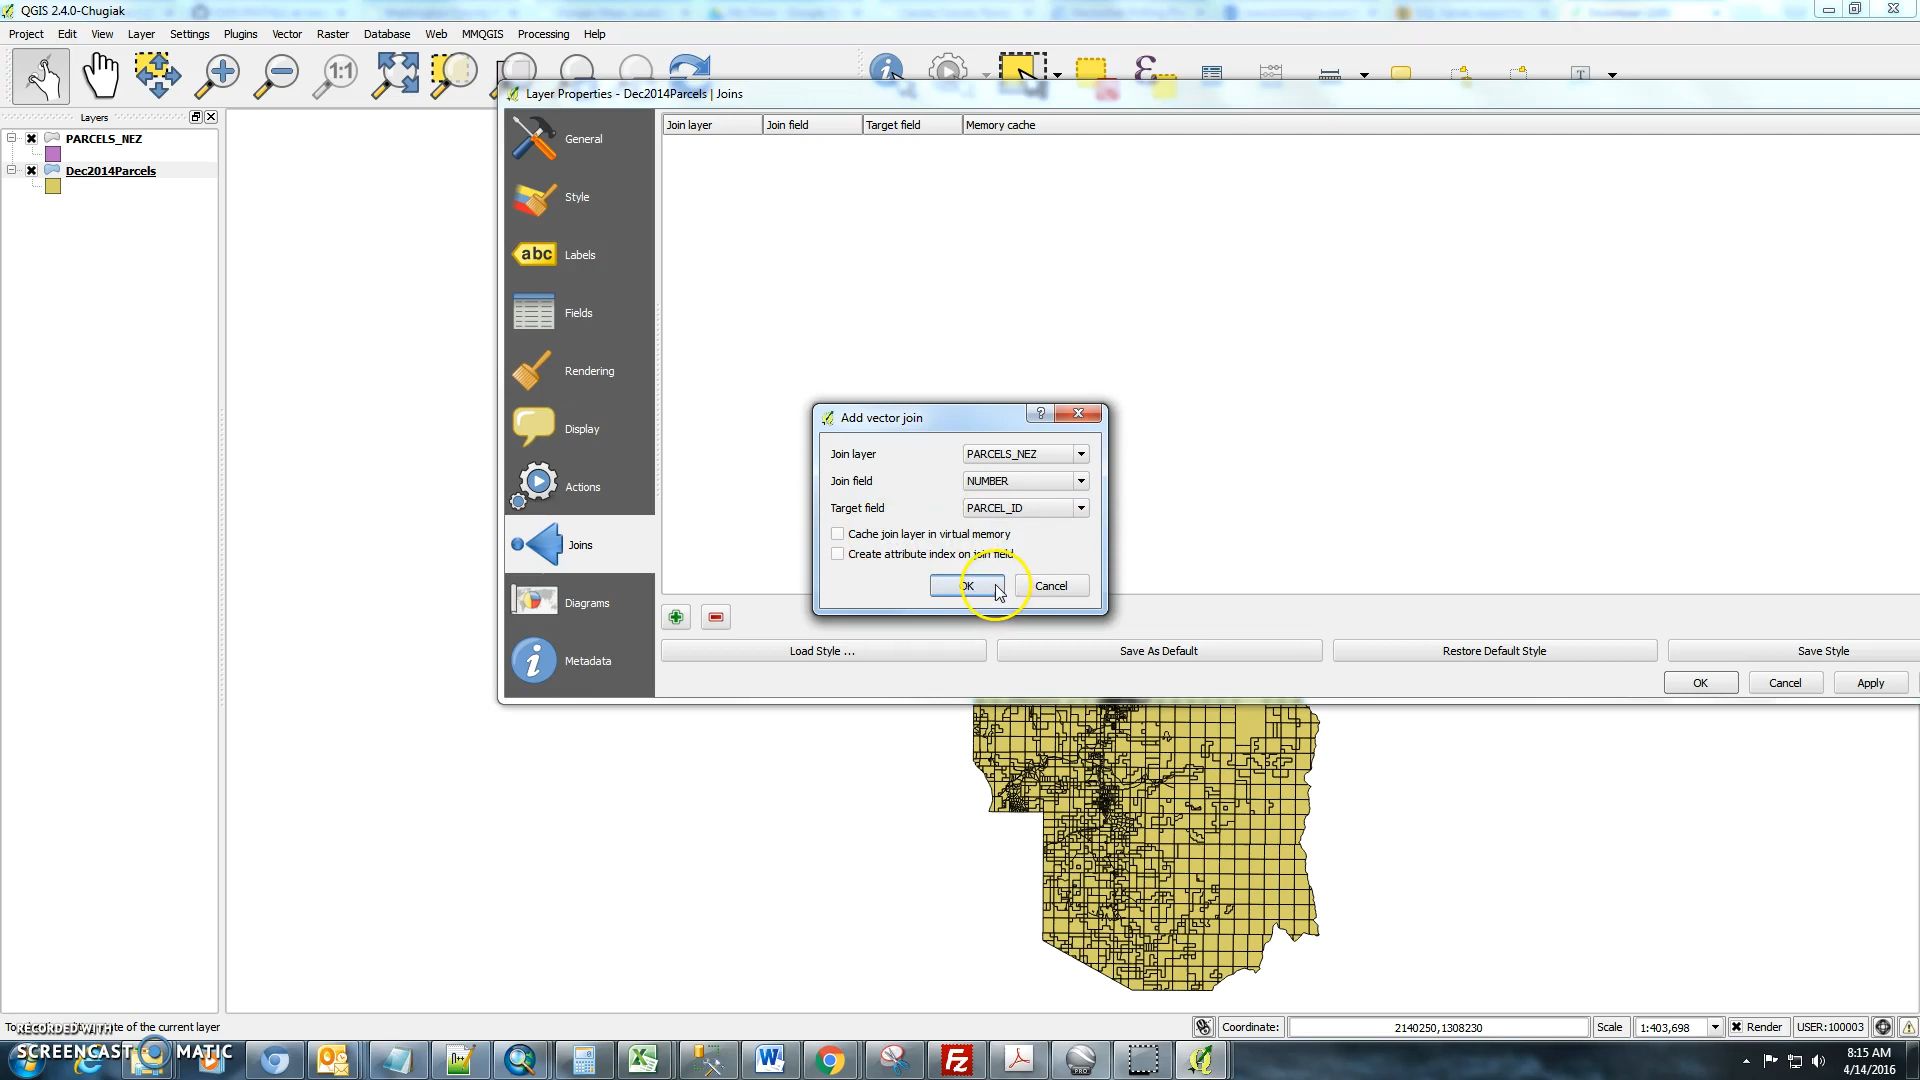 QGIS 2.4.0-Chugiak
Project Edit View Layer Settings Plugins Vector Raster Database Web MMQGIS Processing Help
Layer Properties - Dec2014Parcels | Joins
Layers
PARCELS_NEZ
Dec2014Parcels
General
Style
abc Labels
Fields
Rendering
Display
Actions
Joins
Diagrams
Metadata
Join layer Join field Target field Memory cache
Add vector join
Join layer PARCELS_NEZ
Join field NUMBER
Target field PARCEL_ID
Cache join layer in virtual memory
Create attribute index on join field
OK Cancel
Load Style ... Save As Default Restore Default Style Save Style
OK Cancel Apply
Coordinate: 2140250,1308230 Scale 1:403,698 Render USER:100003
RECORDED WITH
SCREENCAST MATIC
8:15 AM
4/14/2016